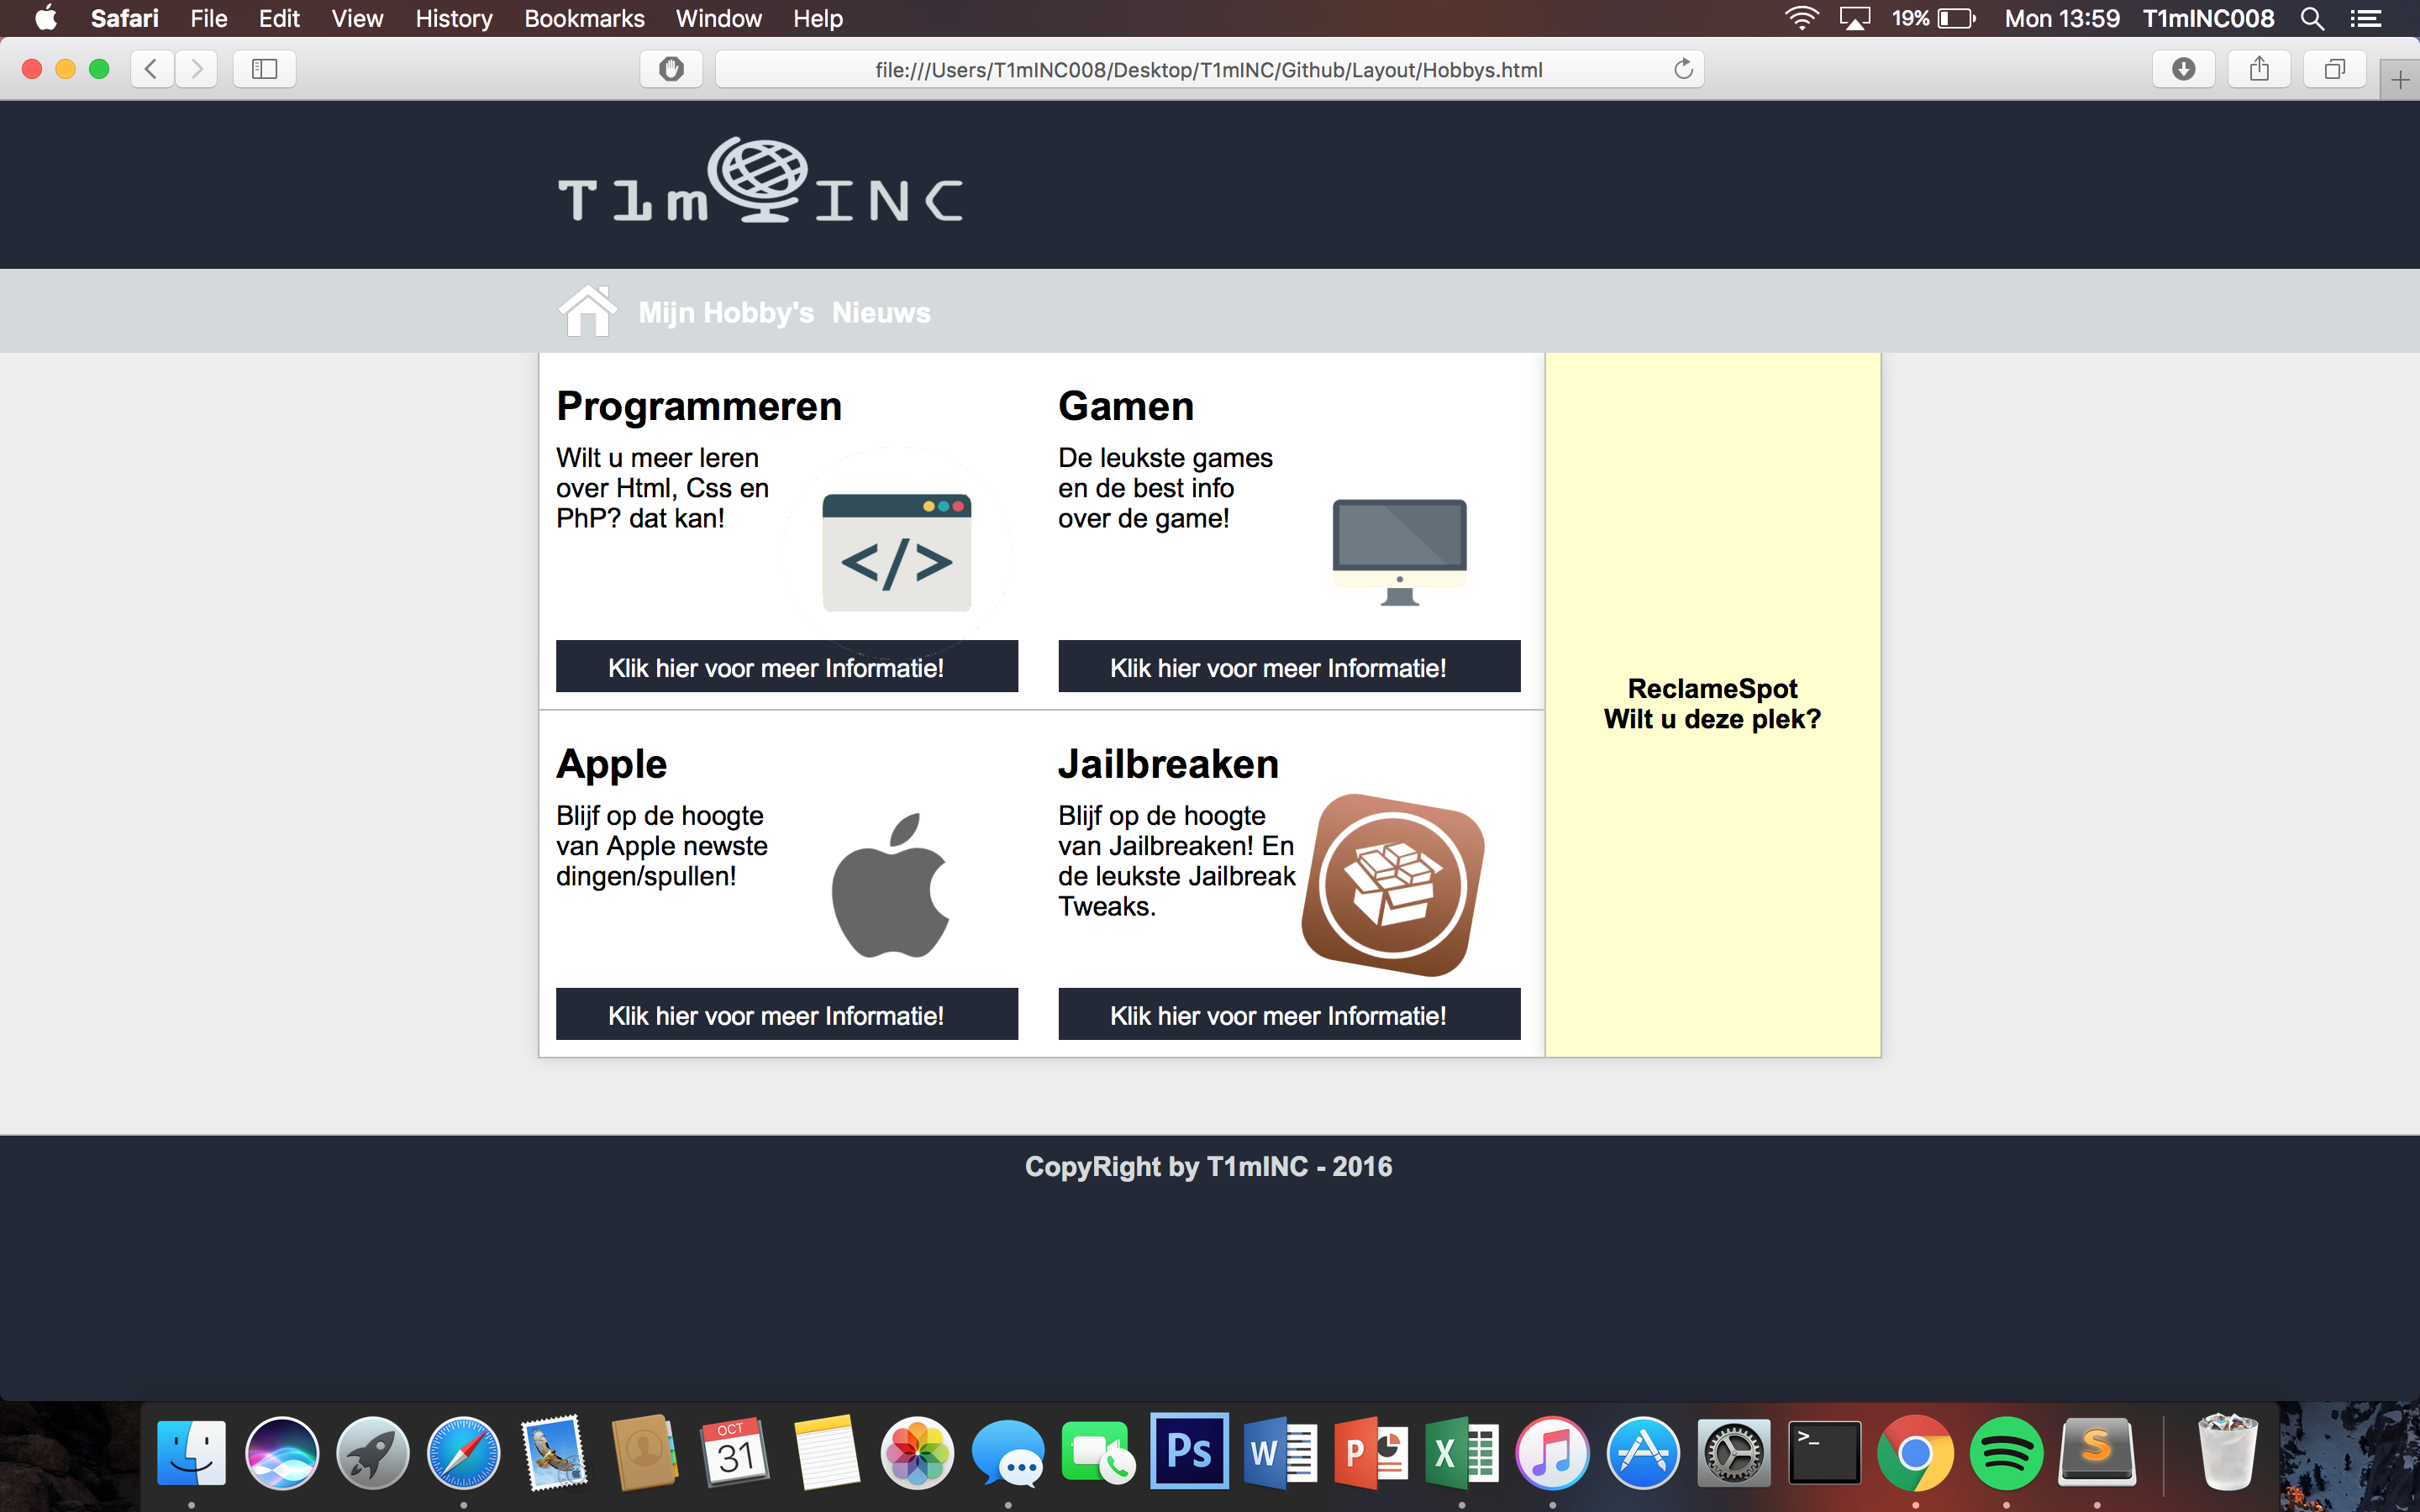 Safari File Edit View History Bookmarks Window Help 19% Mon 13:59 T1mINC008
file:///Users/T1mINC008/Desktop/T1mINC/Github/Layout/Hobbys.html
T1m INC
Mijn Hobby's Nieuws
Programmeren
Wilt u meer leren
over Html, Css en
PhP? dat kan!
</>
Klik hier voor meer Informatie!
Gamen
De leukste games
en de best info
over de game!
Klik hier voor meer Informatie!
Apple
Blijf op de hoogte
van Apple newste
dingen/spullen!
Klik hier voor meer Informatie!
Jailbreaken
Blijf op de hoogte
van Jailbreaken! En
de leukste Jailbreak
Tweaks.
Klik hier voor meer Informatie!
ReclameSpot
Wilt u deze plek?
CopyRight by T1mINC - 2016
OCT
31
Ps
W
P
X
>_
S